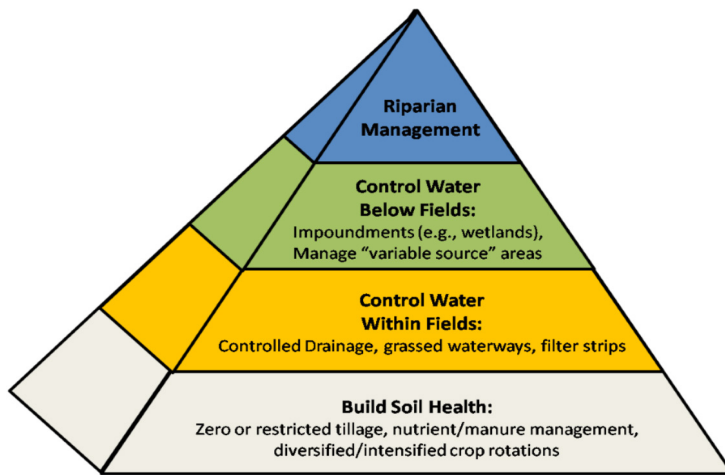 Riparian
Management
Control Water
Below Fields:
Impoundments (e.g., wetlands),
Manage “variable source” areas
Control Water
Within Fields:
Controlled Drainage, grassed waterways, filter strips
Build Soil Health:
Zero or restricted tillage, nutrient/manure management,
diversified/intensified crop rotations